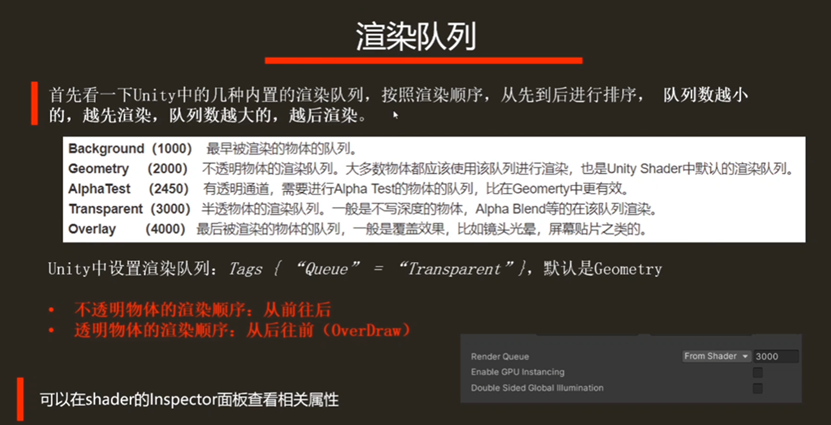 渲染队列
首先看一下Unity中的几种内置的渲染队列，按照渲染顺序，从先到后进行排序， 队列数越小
的，越先渲染，队列数越大的，越后渲染。
Background（1000） 最早被渲染的物体的队列。
Geometry （2000） 不透明物体的渲染队列。大多数物体都应该使用该队列进行渲染，也是Unity Shader中默认的渲染队列。
AlphaTest （2450） 有透明通道，需要进行Alpha Test的物体的队列，比在Geomerty中更有效。
Transparent（3000） 半透物体的渲染队列。一般是不写深度的物体，Alpha Blend等的在该队列渲染。
Overlay （4000） 最后被渲染的物体的队列，一般是覆盖效果，比如镜头光晕，屏幕贴片之类的。
Unity中设置渲染队列：Tags { “Queue” = “Transparent”}，默认是Geometry
• 不透明物体的渲染顺序：从前往后
• 透明物体的渲染顺序：从后往前（OverDraw）
Render Queue From Shader 3000
Enable GPU Instancing
Double Sided Global Illumination
可以在shader的Inspector面板查看相关属性